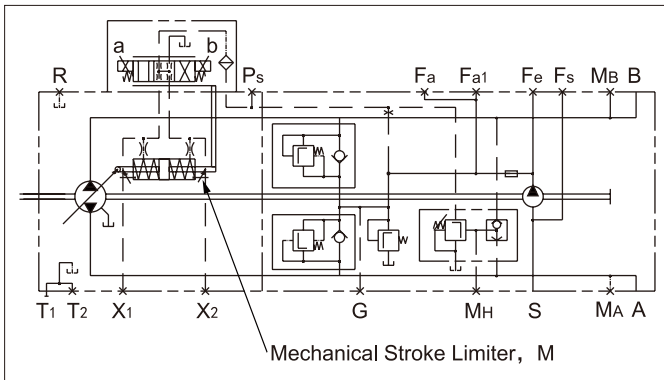 a b
R Ps Fa Fa1 Fe Fs MB B
T1 T2 X1 X2 G MH S MA A
Mechanical Stroke Limiter, M